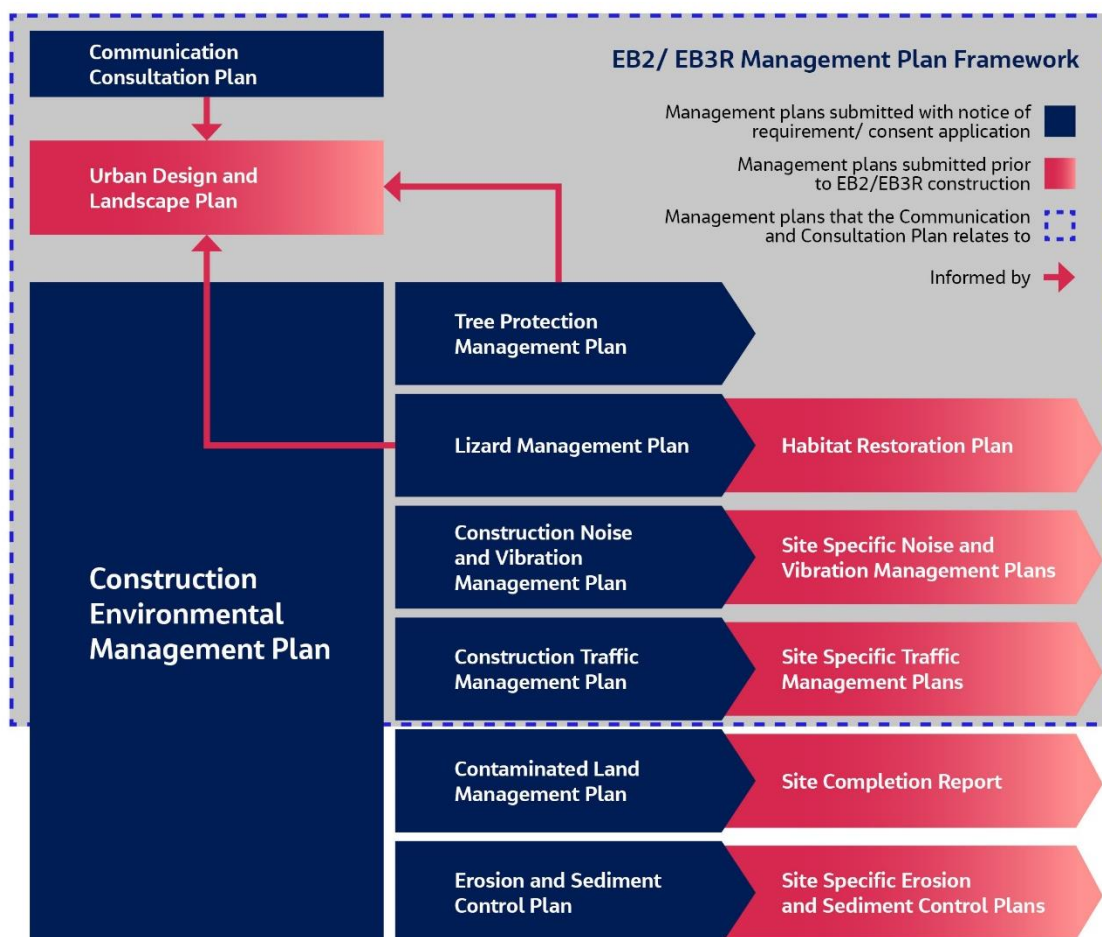 Communication
Consultation Plan
EB2/ EB3R Management Plan Framework
Management plans submitted with notice of
requirement/ consent application
Management plans submitted prior
to EB2/EB3R construction
Management plans that the Communication
and Consultation Plan relates to
Informed by
Urban Design and
Landscape Plan
Construction
Environmental
Management Plan
Tree Protection
Management Plan
Lizard Management Plan
Habitat Restoration Plan
Construction Noise
and Vibration
Management Plan
Site Specific Noise and
Vibration Management Plans
Construction Traffic
Management Plan
Site Specific Traffic
Management Plans
Contaminated Land
Management Plan
Site Completion Report
Erosion and Sediment
Control Plan
Site Specific Erosion
and Sediment Control Plans